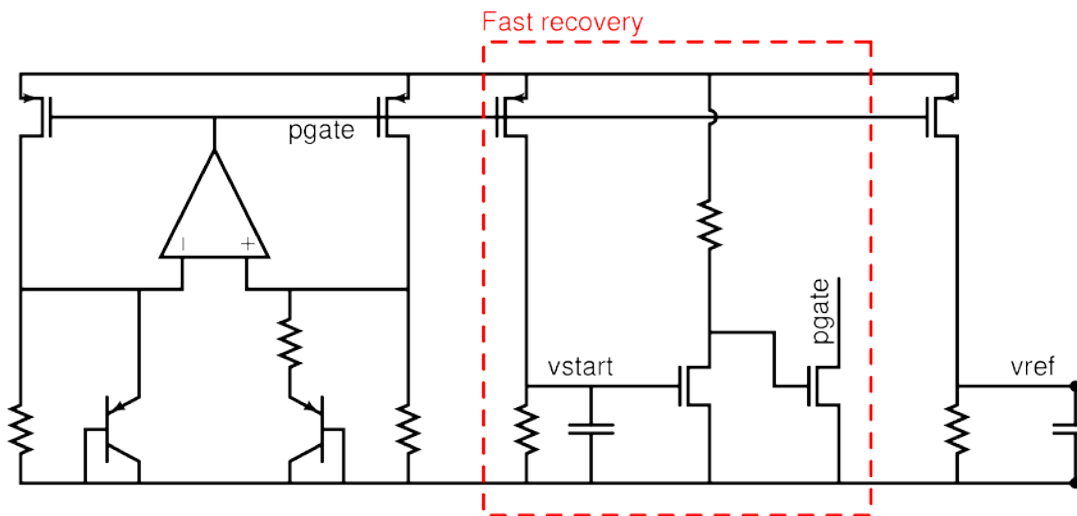 Fast recovery
pgate
- +
pgate
vstart
vref